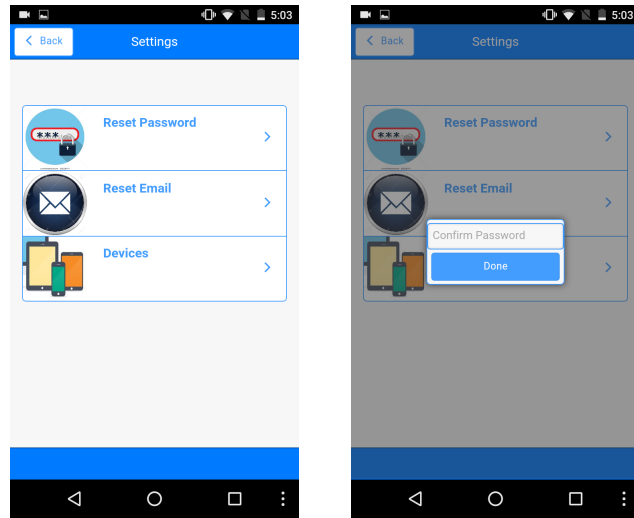 5:03
Back
Settings
Reset Password
***
Reset Email
Devices
5:03
Back
Settings
Reset Password
***
Reset Email
Confirm Password
Done
Devices